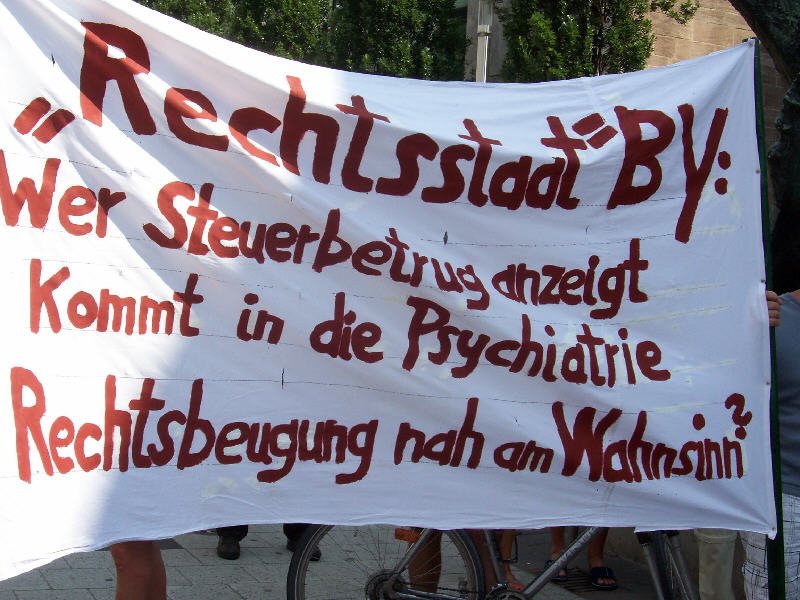 "Rechtsstaat" BY:
Wer Steuerbetrug anzeigt
Kommt in die Psychiatrie
Rechtsbeugung nah am Wahnsinn?